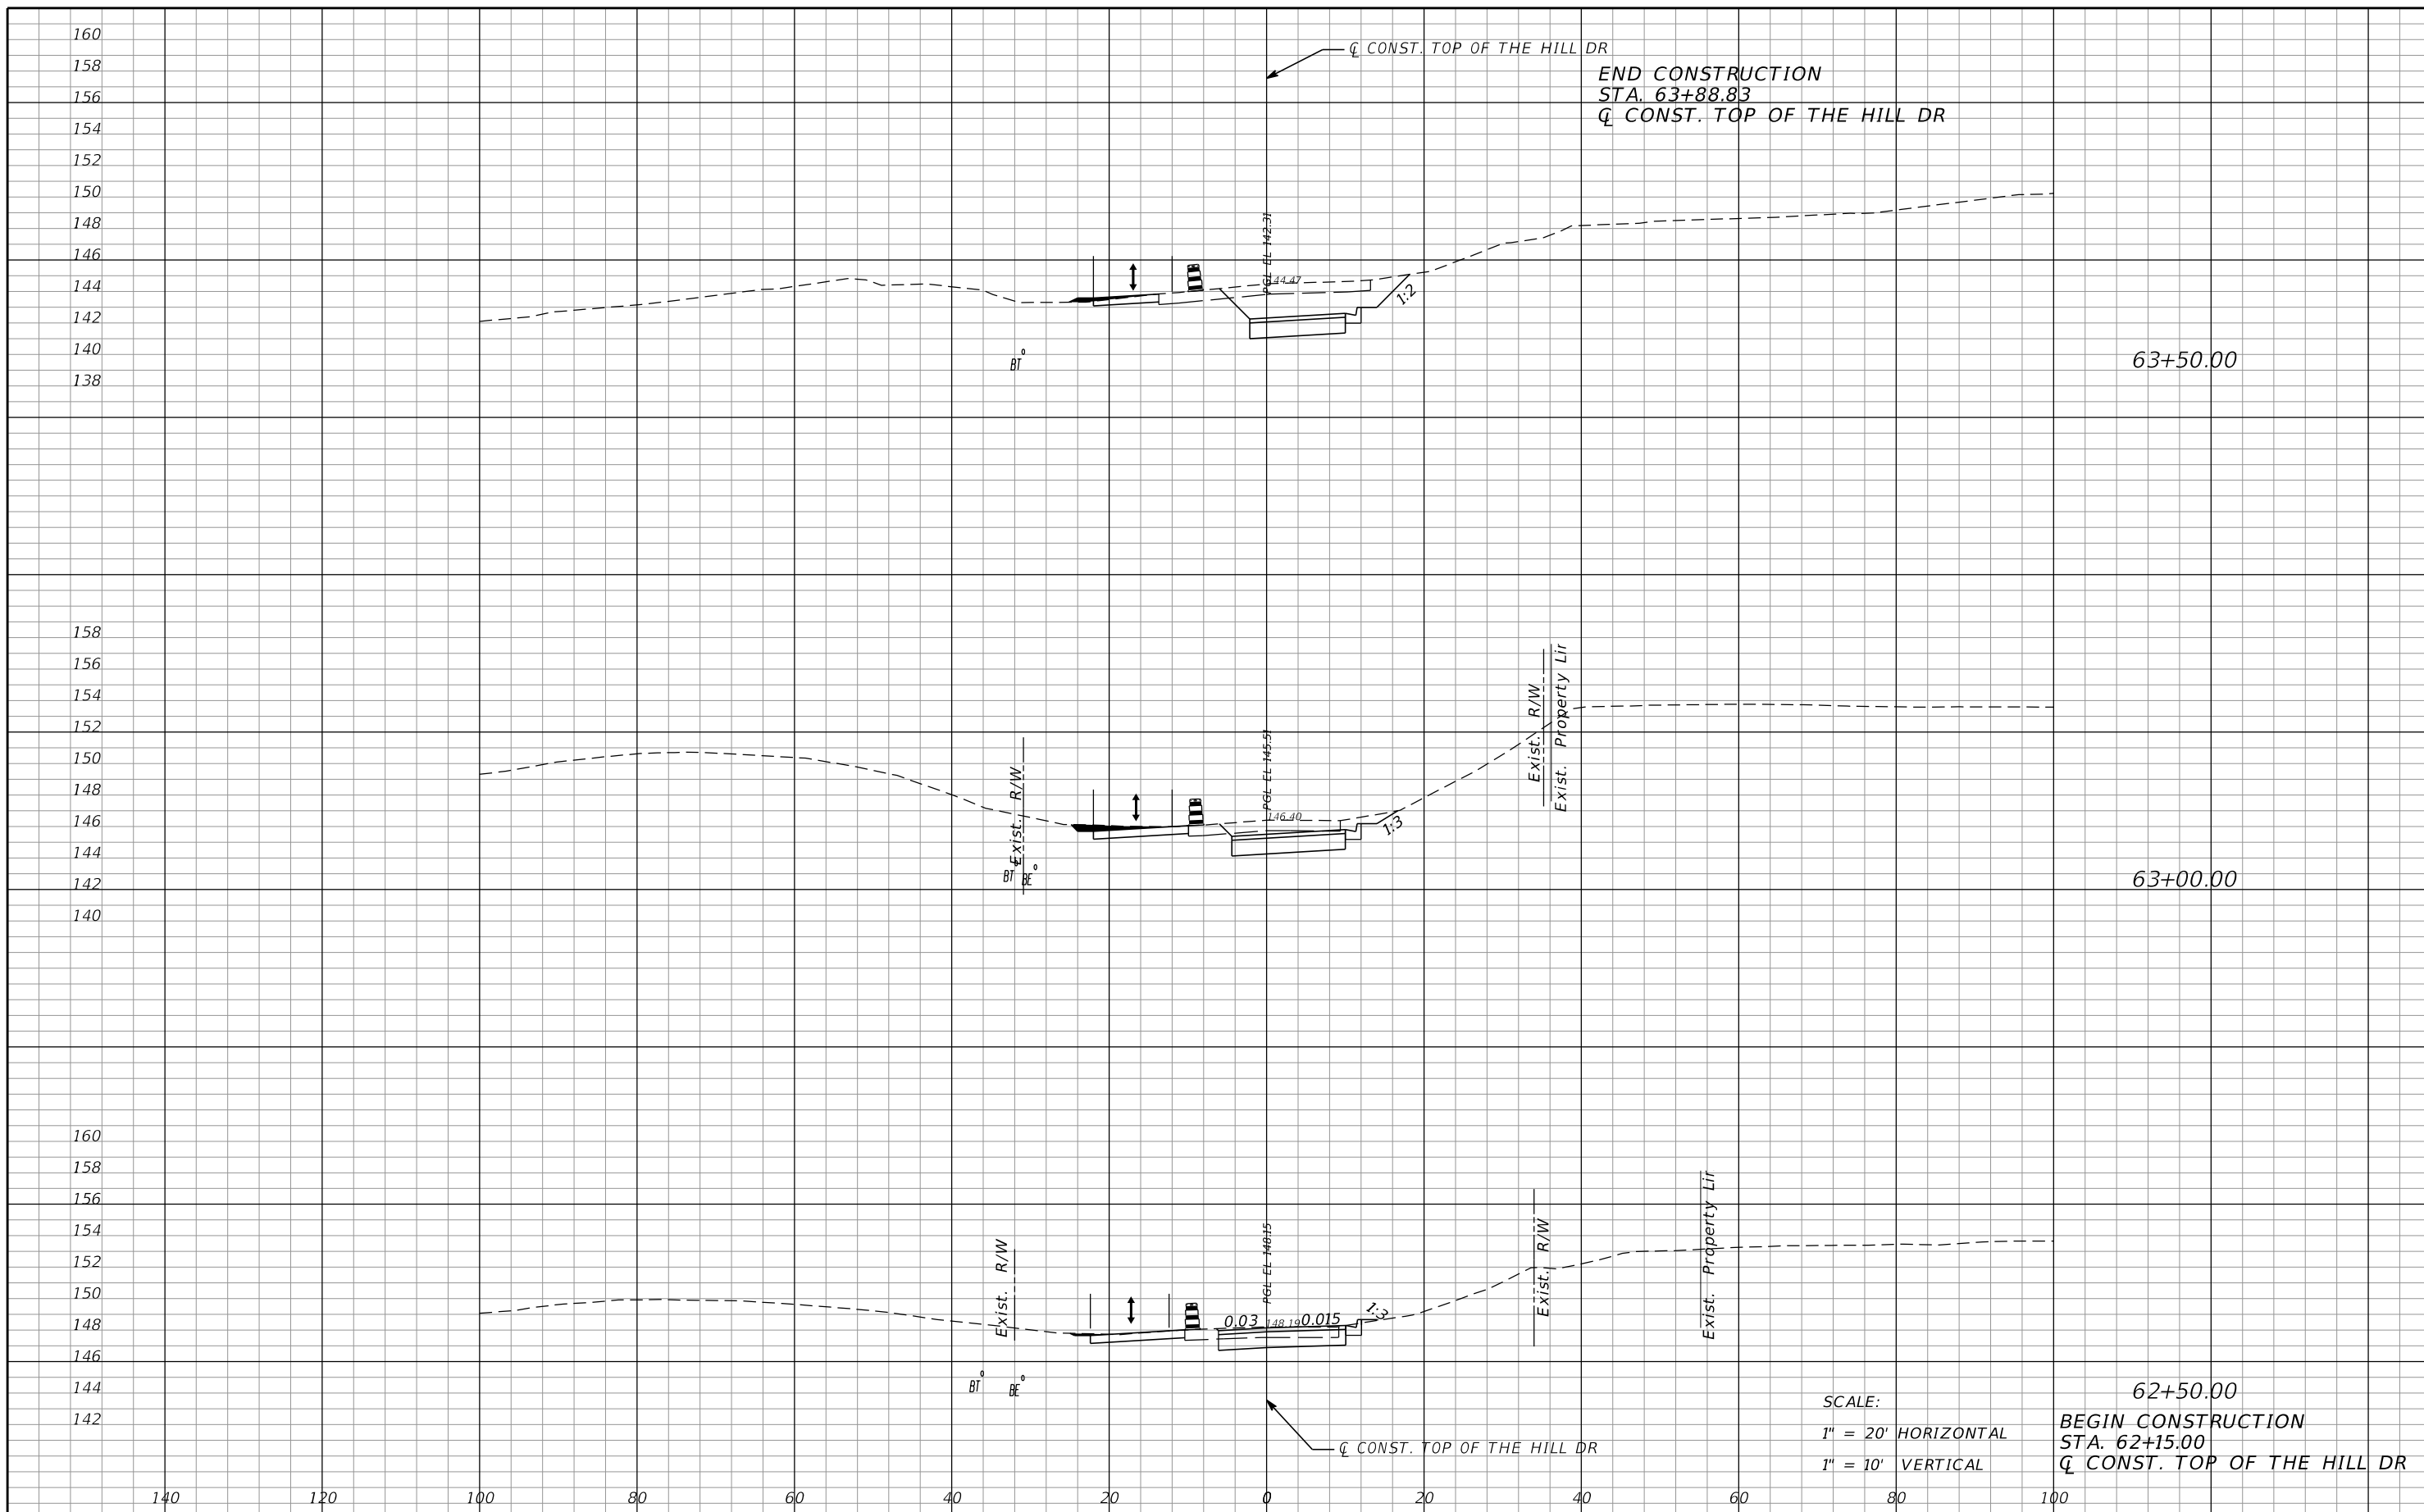 160
℄ CONST. TOP OF THE HILL DR
158
END CONSTRUCTION
STA. 63+88.83
℄ CONST. TOP OF THE HILL DR
156
154
152
150
148
PGL EL 142.31
146
144
144.47
1:2
142
140
BT
63+50.00
138
158
156
Exist. R/W
Exist. Property Lin
154
152
150
PGL EL 145.51
Exist. R/W
148
146
146.40
1:3
144
BT
BE
63+00.00
142
140
160
158
156
Exist. Property Lin
154
Exist. R/W
PGL EL 148.15
Exist. R/W
152
150
148
0.03
148.19
0.015
1:3
146
144
BT
BE
62+50.00
SCALE:
1" = 20' HORIZONTAL
1" = 10' VERTICAL
142
BEGIN CONSTRUCTION
STA. 62+15.00
℄ CONST. TOP OF THE HILL DR
℄ CONST. TOP OF THE HILL DR
140 120 100 80 60 40 20 0 20 40 60 80 100